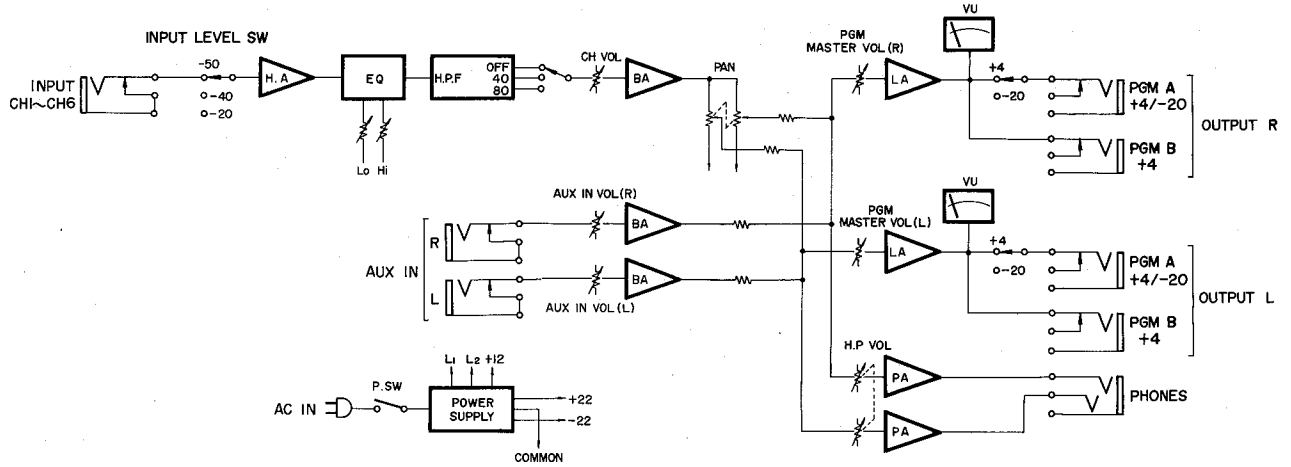 INPUT LEVEL SW
INPUT
CH1~CH6
-50
-40
-20
H.A
EQ
Lo Hi
H.P.F
OFF
40
80
CH VOL
BA
PAN
PGM
MASTER VOL(R)
LA
VU
+4
-20
PGM A
+4/-20
PGM B
+4
OUTPUT R
AUX IN
R
L
AUX IN VOL(R)
BA
BA
AUX IN VOL(L)
PGM
MASTER VOL(L)
LA
VU
+4
-20
PGM A
+4/-20
PGM B
+4
OUTPUT L
H.P VOL
PA
PA
PHONES
AC IN
P.SW
L1 L2 +12
POWER
SUPPLY
+22
-22
COMMON